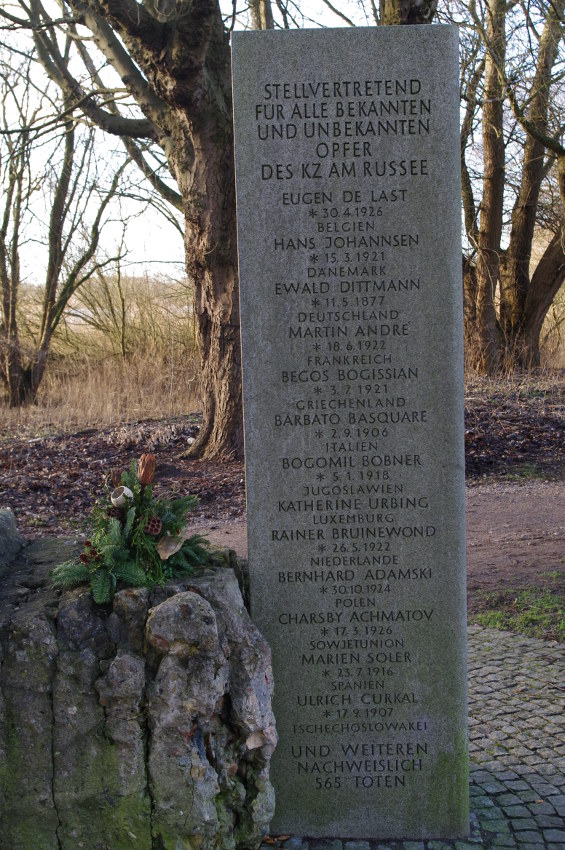 STELLVERTRETEND
FÜR ALLE BEKANNTEN
UND UNBEKANNTEN
OPFER
DES KZ AM RUSSEE
EUGEN DE LAST
* 30.4.1926
BELGIEN
HANS JOHANNSEN
* 15.3.1921
DÄNEMARK
EWALD DITTMANN
* 11.5.1877
DEUTSCHLAND
MARTIN ANDRÉ
* 18.6.1922
FRANKREICH
BEGOS BOGISSIAN
* 3.2.1921
GRIECHENLAND
BARBATO BASQUARE
* 2.9.1906
ITALIEN
BOGOMIL BOBNER
* 5.1.1918
JUGOSLAWIEN
KATHERINE URBING
LUXEMBURG
RAINER BRUINEWOND
* 26.5.1922
NIEDERLANDE
BERNHARD ADAMSKI
* 30.10.1924
POLEN
CHARSBY ACHMATOV
* 17.3.1926
SOWJETUNION
MARIEN SOLER
* 23.7.1916
SPANIEN
ULRICH CURKAL
* 17.9.1907
TSCHECHOSLOWAKEI
UND WEITEREN
NACHWEISLICH
565 TOTEN